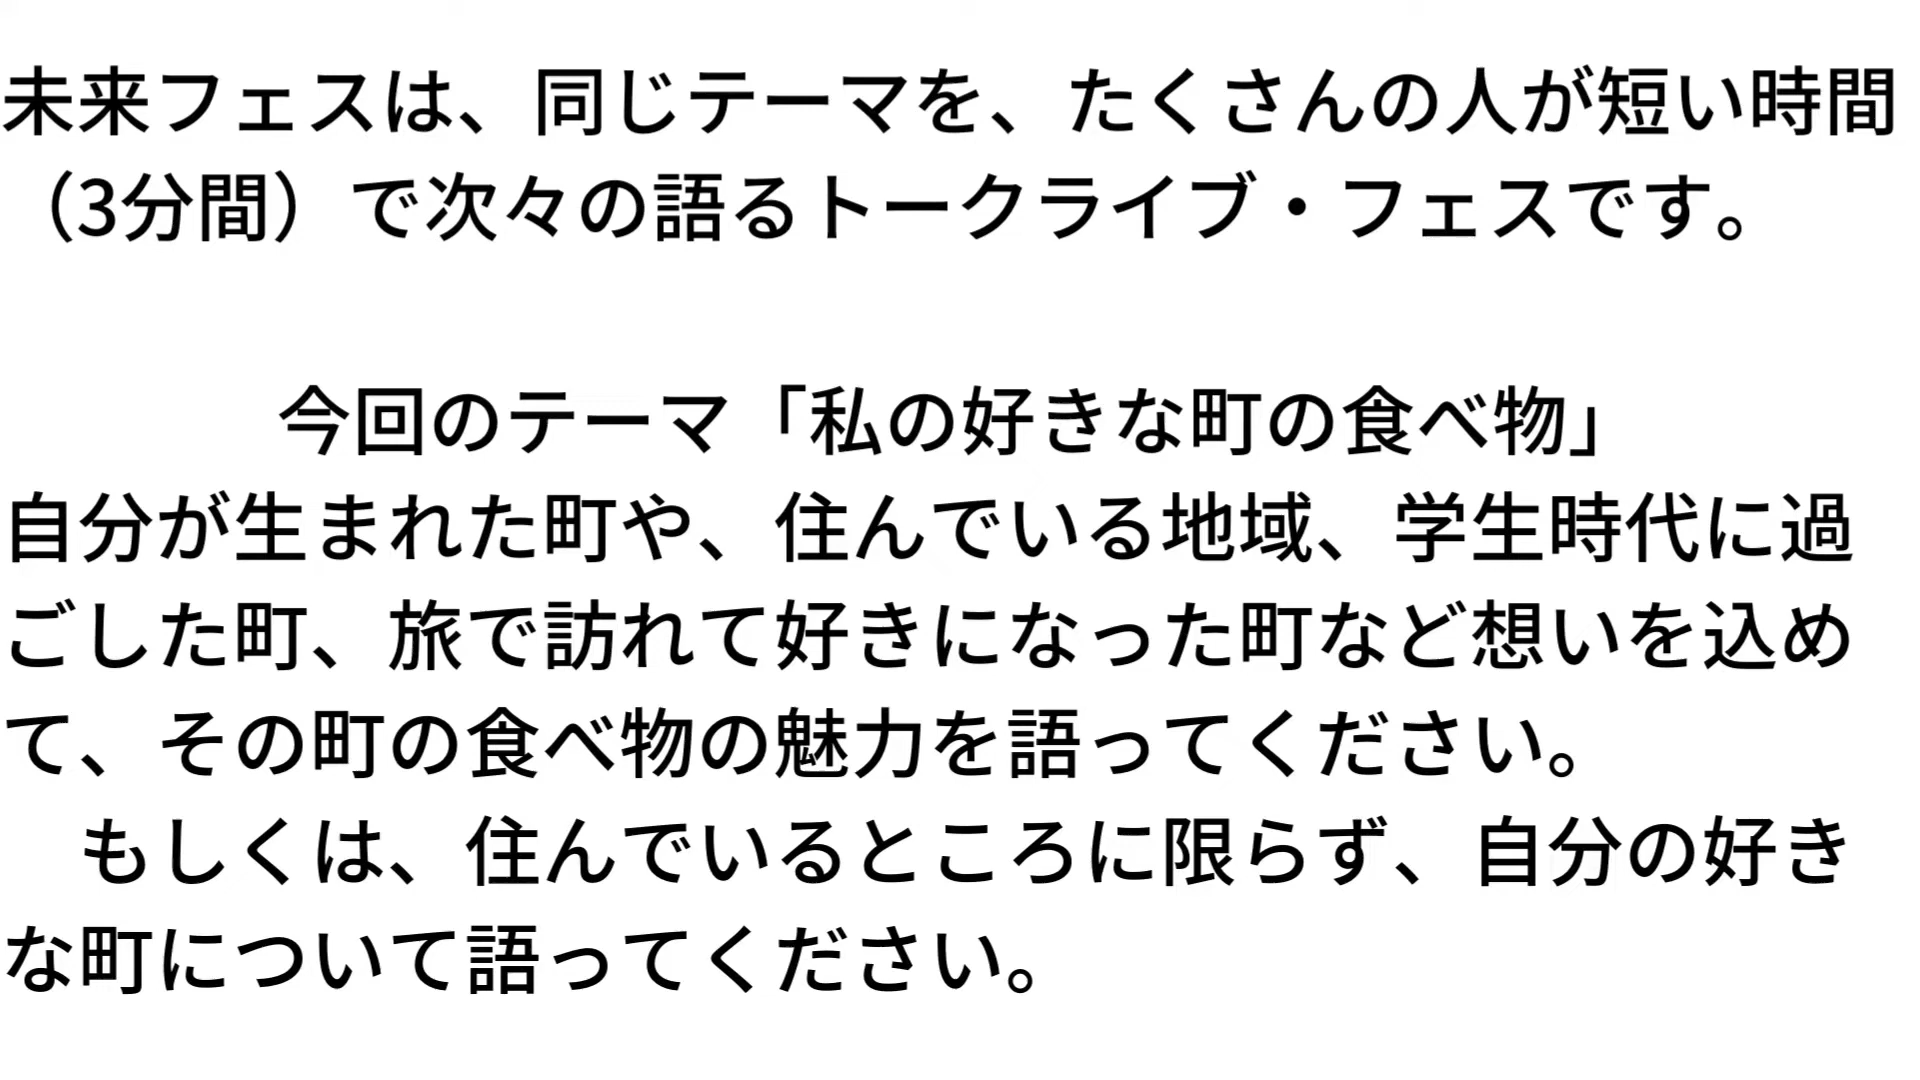 未来フェスは、同じテーマを、たくさんの人が短い時間
（3分間）で次々の語るトークライブ・フェスです。
今回のテーマ「私の好きな町の食べ物」
自分が生まれた町や、住んでいる地域、学生時代に過
ごした町、旅で訪れて好きになった町など想いを込め
て、その町の食べ物の魅力を語ってください。
　もしくは、住んでいるところに限らず、自分の好き
な町について語ってください。